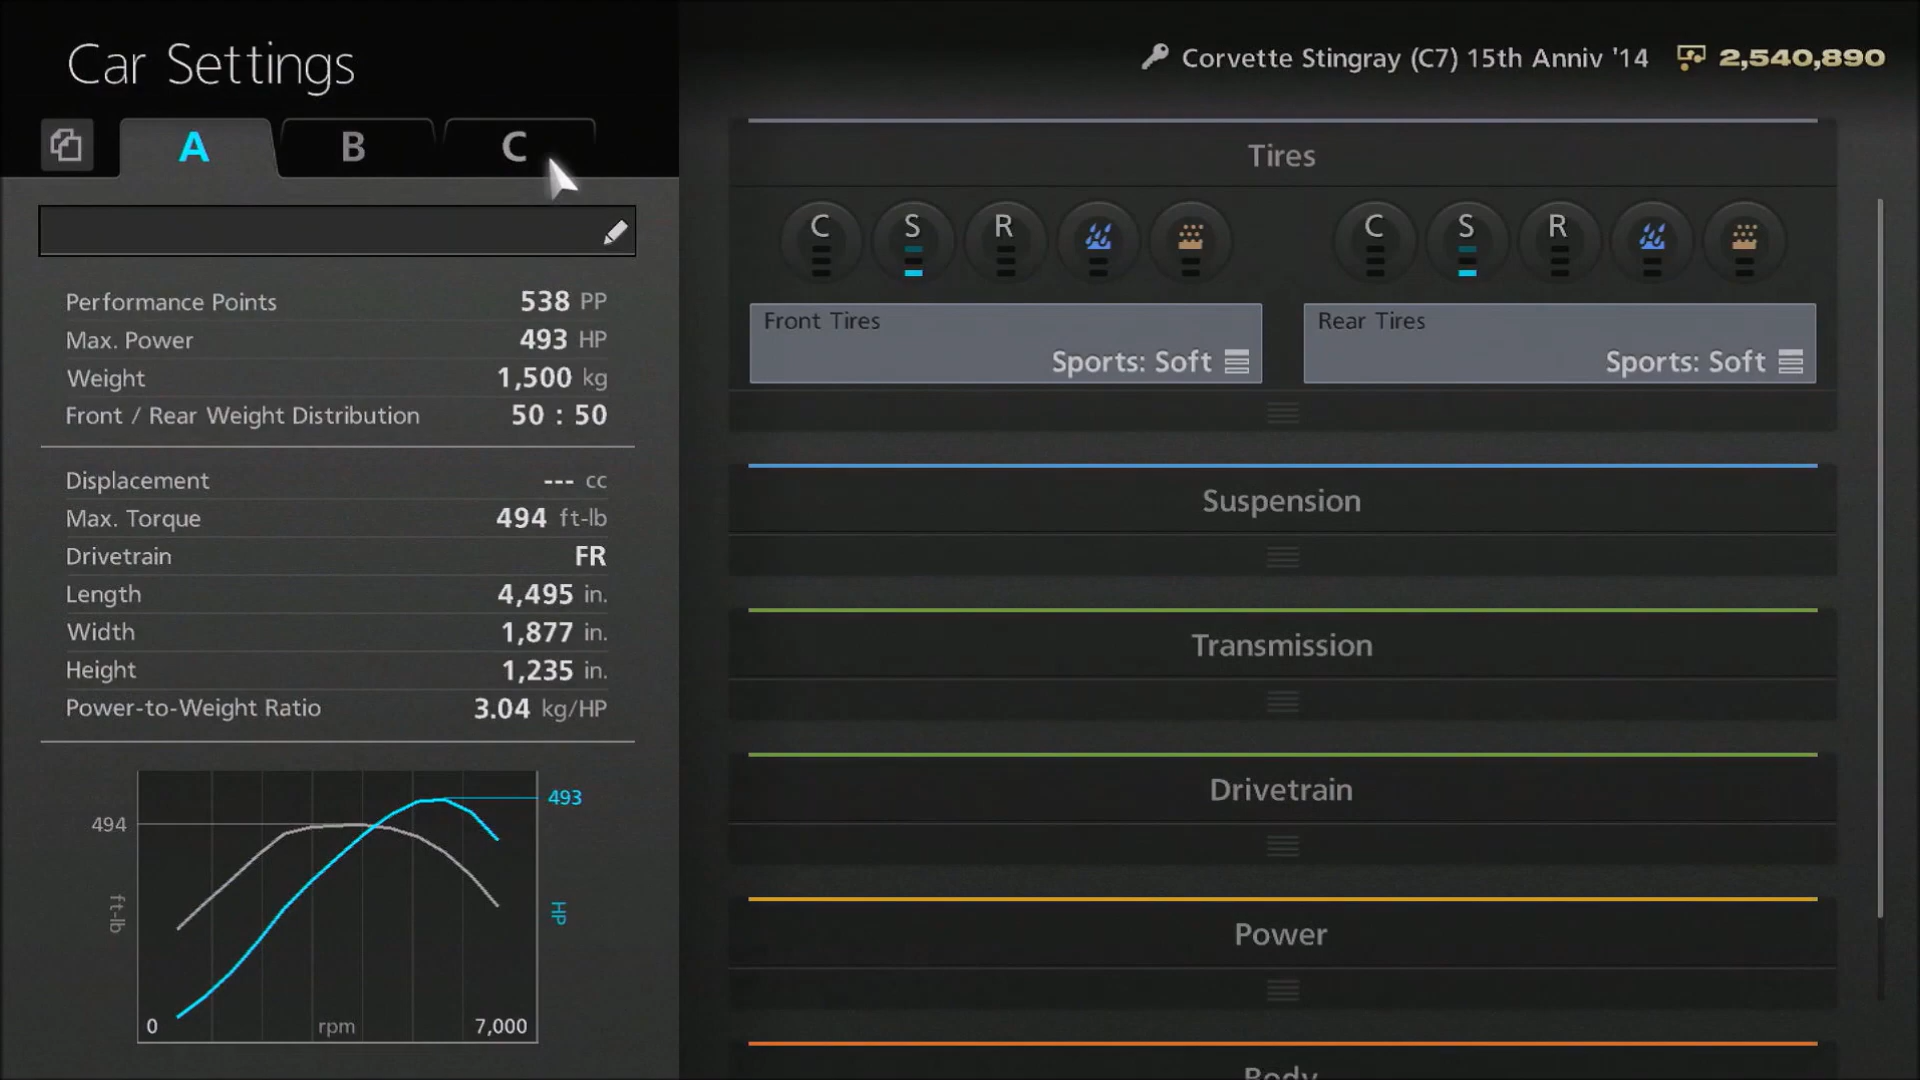 Car Settings
Corvette Stingray (C7) 15th Anniv '14
2,540,890
A
B
C
Performance Points 538 PP
Max. Power 493 HP
Weight 1,500 kg
Front / Rear Weight Distribution 50 : 50
Displacement --- cc
Max. Torque 494 ft-lb
Drivetrain FR
Length 4,495 in.
Width 1,877 in.
Height 1,235 in.
Power-to-Weight Ratio 3.04 kg/HP
493
494
ft-lb
HP
0 rpm 7,000
Tires
C S R C S R
Front Tires
Sports: Soft
Rear Tires
Sports: Soft
Suspension
Transmission
Drivetrain
Power
Body